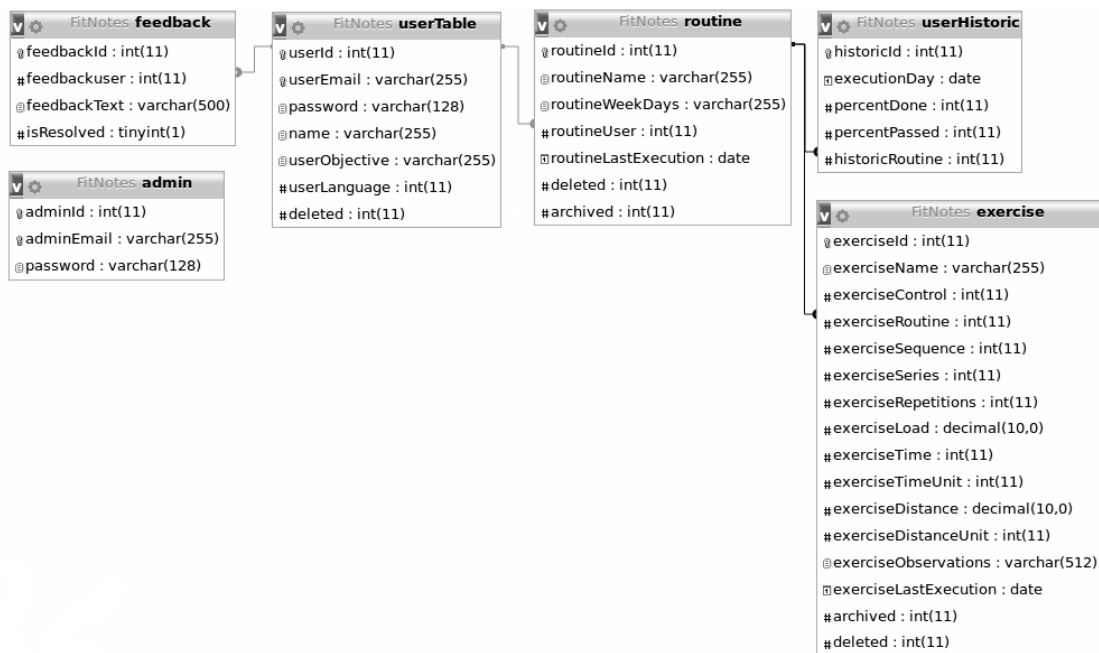 FitNotes feedback
feedbackId : int(11)
#feedbackuser : int(11)
feedbackText : varchar(500)
#isResolved : tinyint(1)
FitNotes admin
adminId : int(11)
adminEmail : varchar(255)
password : varchar(128)
FitNotes userTable
userId : int(11)
userEmail : varchar(255)
password : varchar(128)
name : varchar(255)
userObjective : varchar(255)
#userLanguage : int(11)
#deleted : int(11)
FitNotes routine
routineId : int(11)
routineName : varchar(255)
routineWeekDays : varchar(255)
#routineUser : int(11)
routineLastExecution : date
#deleted : int(11)
#archived : int(11)
FitNotes userHistoric
historicId : int(11)
executionDay : date
#percentDone : int(11)
#percentPassed : int(11)
#historicRoutine : int(11)
FitNotes exercise
exerciseId : int(11)
exerciseName : varchar(255)
#exerciseControl : int(11)
#exerciseRoutine : int(11)
#exerciseSequence : int(11)
#exerciseSeries : int(11)
#exerciseRepetitions : int(11)
#exerciseLoad : decimal(10,0)
#exerciseTime : int(11)
#exerciseTimeUnit : int(11)
#exerciseDistance : decimal(10,0)
#exerciseDistanceUnit : int(11)
exerciseObservations : varchar(512)
exerciseLastExecution : date
#archived : int(11)
#deleted : int(11)